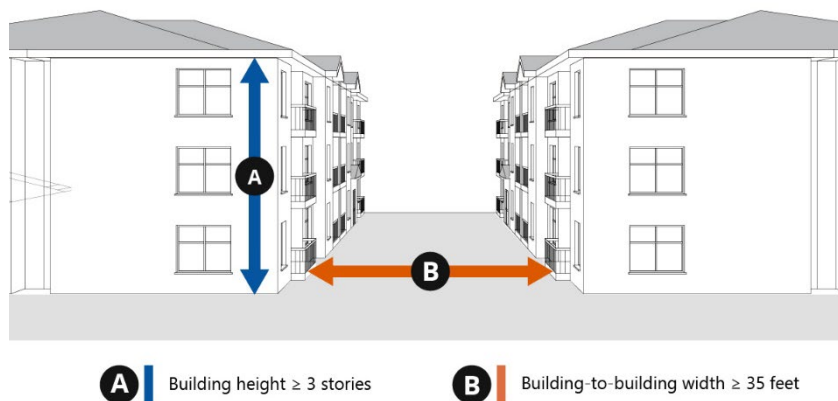 A
B
A Building height ≥ 3 stories
B Building-to-building width ≥ 35 feet